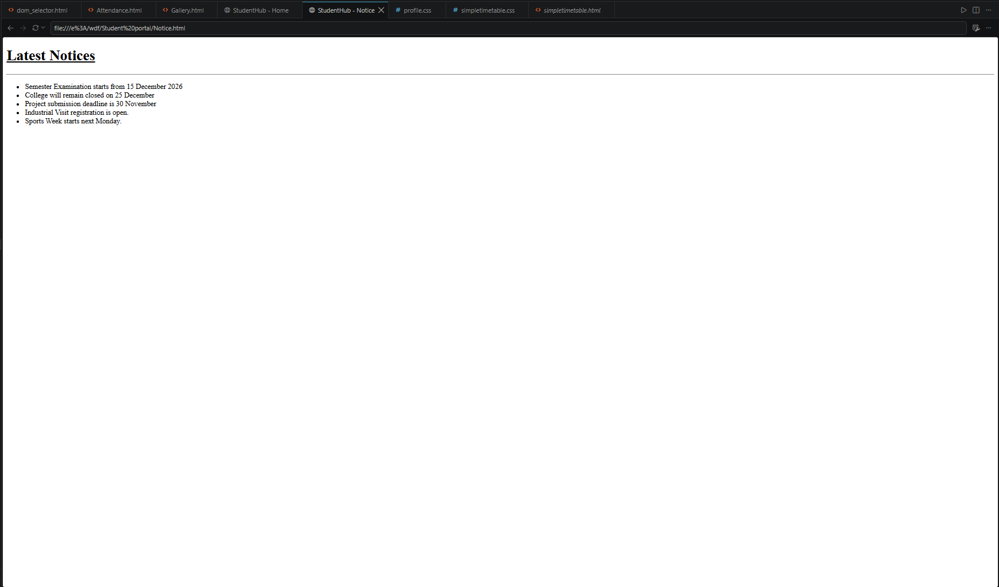 dom_selector.html
Attendance.html
Gallery.html
StudentHub - Home
StudentHub - Notice
profile.css
simpletimetable.css
simpletimetable.html
file:///e%3A/wdf/Student%20portal/Notice.html
Latest Notices
Semester Examination starts from 15 December 2026
College will remain closed on 25 December
Project submission deadline is 30 November
Industrial Visit registration is open.
Sports Week starts next Monday.